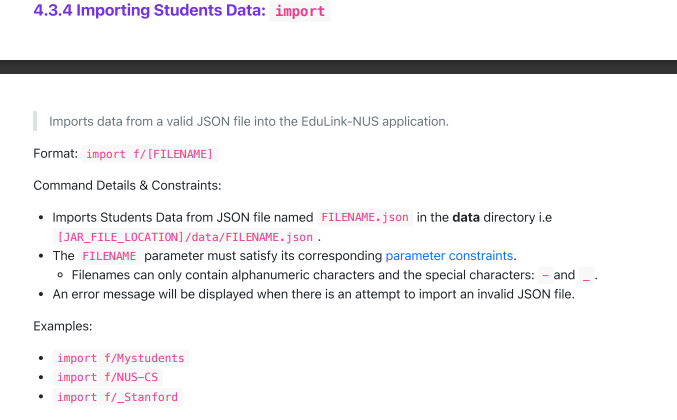 4.3.4 Importing Students Data: import
Imports data from a valid JSON file into the EduLink-NUS application.
Format: import f/[FILENAME]
Command Details & Constraints:
• Imports Students Data from JSON file named FILENAME.json in the data directory i.e
[JAR_FILE_LOCATION]/data/FILENAME.json .
• The FILENAME parameter must satisfy its corresponding parameter constraints.
◦ Filenames can only contain alphanumeric characters and the special characters: - and _ .
• An error message will be displayed when there is an attempt to import an invalid JSON file.
Examples:
• import f/Mystudents
• import f/NUS-CS
• import f/_Stanford